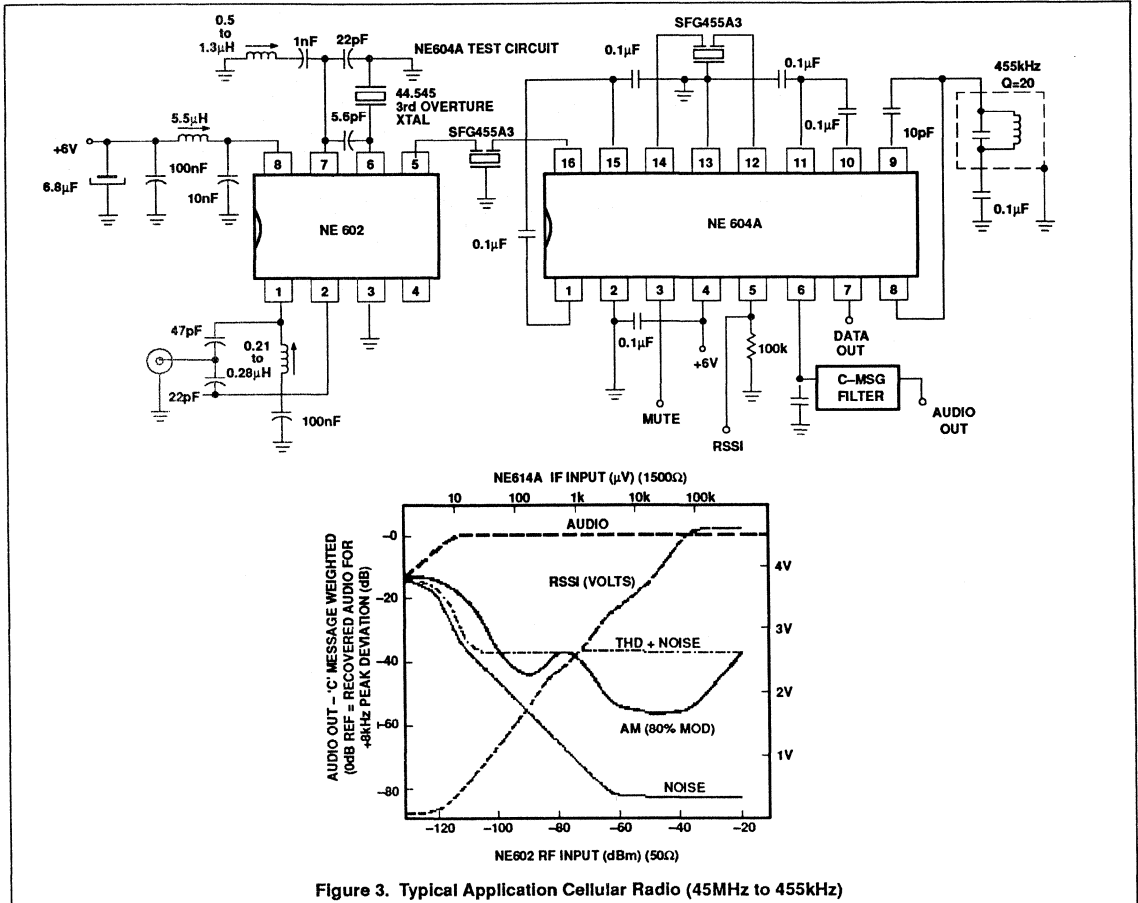 0.5
to
1.3µH
1nF
22pF
NE604A TEST CIRCUIT
44.545
3rd OVERTURE
XTAL
5.6pF
5.5µH
+6V
6.8µF
100nF
10nF
SFG455A3
8
7
6
5
NE 602
1
2
3
4
47pF
0.21
to
0.28µH
22pF
100nF
SFG455A3
0.1µF
0.1µF
0.1µF
0.1µF
10pF
455kHz
Q=20
0.1µF
16
15
14
13
12
11
10
9
NE 604A
1
2
3
4
5
6
7
8
0.1µF
+6V
100k
DATA
OUT
C–MSG
FILTER
AUDIO
OUT
MUTE
RSSI
NE614A IF INPUT (µV) (1500Ω)
10
100
1k
10k
100k
AUDIO
RSSI (VOLTS)
THD + NOISE
AM (80% MOD)
NOISE
–0
–20
–40
–60
–80
4V
3V
2V
1V
AUDIO OUT – 'C' MESSAGE WEIGHTED
(0dB REF = RECOVERED AUDIO FOR
+8kHz PEAK DEVIATION (dB)
–120
–100
–80
–60
–40
–20
NE602 RF INPUT (dBm) (50Ω)
Figure 3. Typical Application Cellular Radio (45MHz to 455kHz)